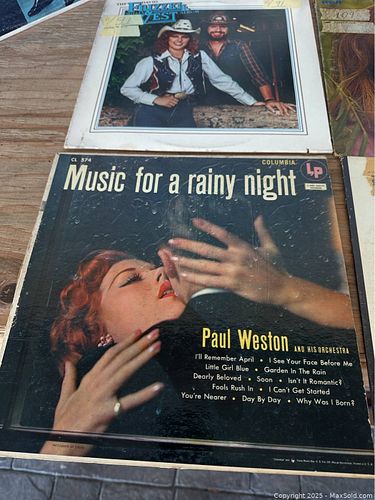 FRIZZELL
& WEST
CL 574
COLUMBIA
Music for a rainy night
Lp
Paul Weston AND HIS ORCHESTRA
I'll Remember April • I See Your Face Before Me
Little Girl Blue • Garden In The Rain
Dearly Beloved • Soon • Isn't It Romantic?
Fools Rush In • I Can't Get Started
You're Nearer • Day By Day • Why Was I Born?
Copyright 2025 - MaxSold.com